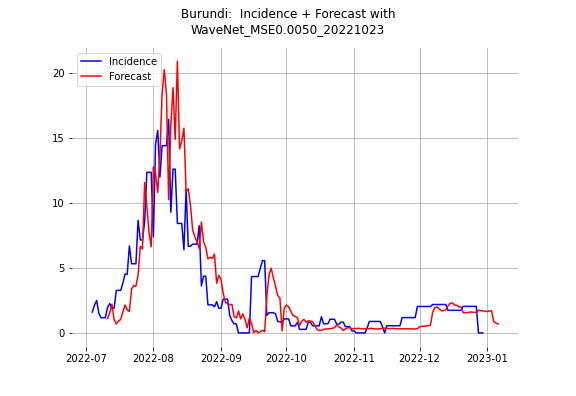 Burundi:  Incidence + Forecast with
WaveNet_MSE0.0050_20221023
Incidence
Forecast
20
15
10
5
0
2022-07 2022-08 2022-09 2022-10 2022-11 2022-12 2023-01